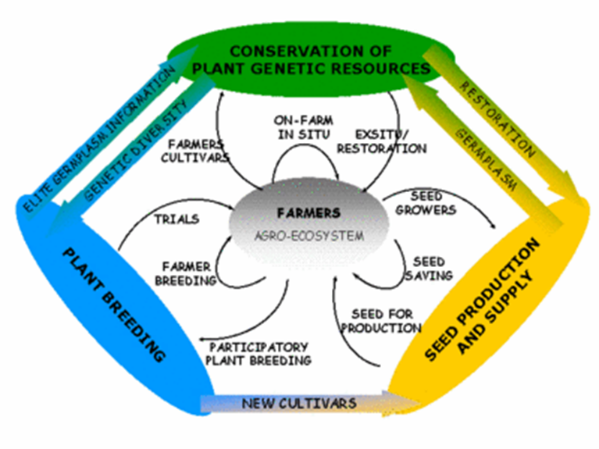 CONSERVATION OF
PLANT GENETIC RESOURCES
ELITE GERMPLASM INFORMATION
GENETIC DIVERSITY
RESTORATION
GERMPLASM
ON-FARM
IN SITU
FARMERS
CULTIVARS
EXSITU/
RESTORATION
FARMERS
AGRO-ECOSYSTEM
SEED
GROWERS
TRIALS
FARMER
BREEDING
SEED
SAVING
SEED FOR
PRODUCTION
PARTICIPATORY
PLANT BREEDING
PLANT BREEDING
SEED PRODUCTION
AND SUPPLY
NEW CULTIVARS